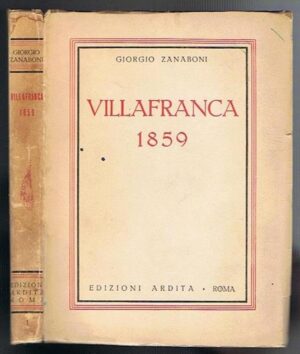 GIORGIO
ZANABONI
VILLAFRANCA
1859
EDIZIONI
ARDITA
ROMA
GIORGIO ZANABONI
VILLAFRANCA
1859
EDIZIONI ARDITA • ROMA